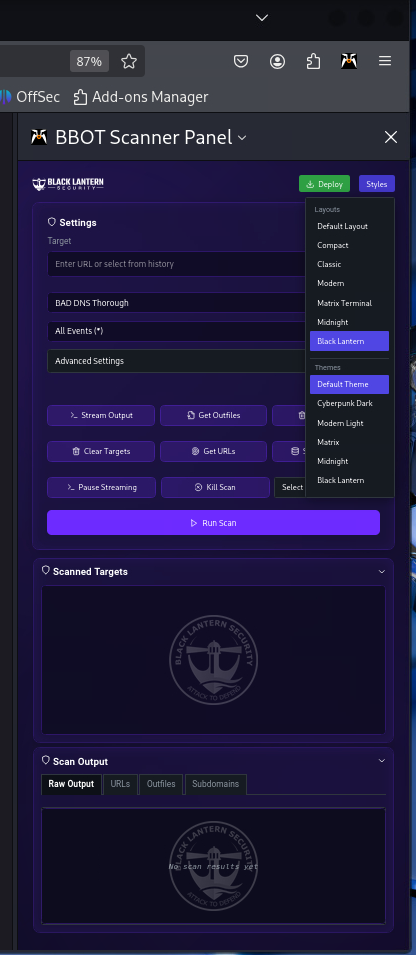 87%
OffSec
Add-ons Manager
BBOT Scanner Panel
BLACK LANTERN
SECURITY
Deploy
Styles
Settings
Target
Enter URL or select from history
BAD DNS Thorough
All Events (*)
Advanced Settings
Layouts
Default Layout
Compact
Classic
Modern
Matrix Terminal
Midnight
Black Lantern
Themes
Default Theme
Cyberpunk Dark
Modern Light
Matrix
Midnight
Black Lantern
Stream Output
Get Outfiles
Clear Targets
Get URLs
Pause Streaming
Kill Scan
Select
Run Scan
Scanned Targets
BLACK LANTERN SECURITY
ATTACK TO DEFEND
Scan Output
Raw Output
URLs
Outfiles
Subdomains
BLACK LANTERN SECURITY
No scan results yet
ATTACK TO DEFEND